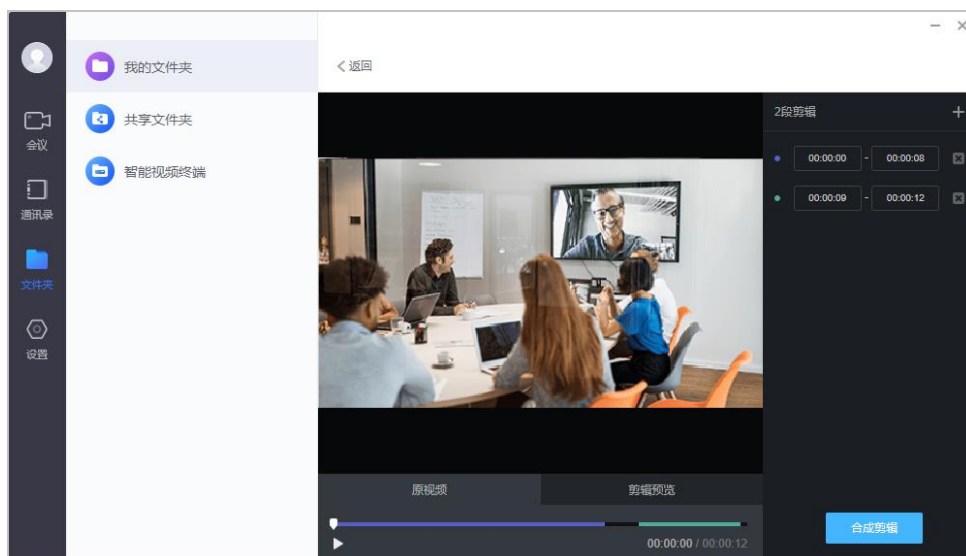 会议
通讯录
文件夹
设置
我的文件夹
共享文件夹
智能视频终端
返回
2段剪辑
00:00:00 - 00:00:08
00:00:09 - 00:00:12
原视频
剪辑预览
00:00:00 / 00:00:12
合成剪辑